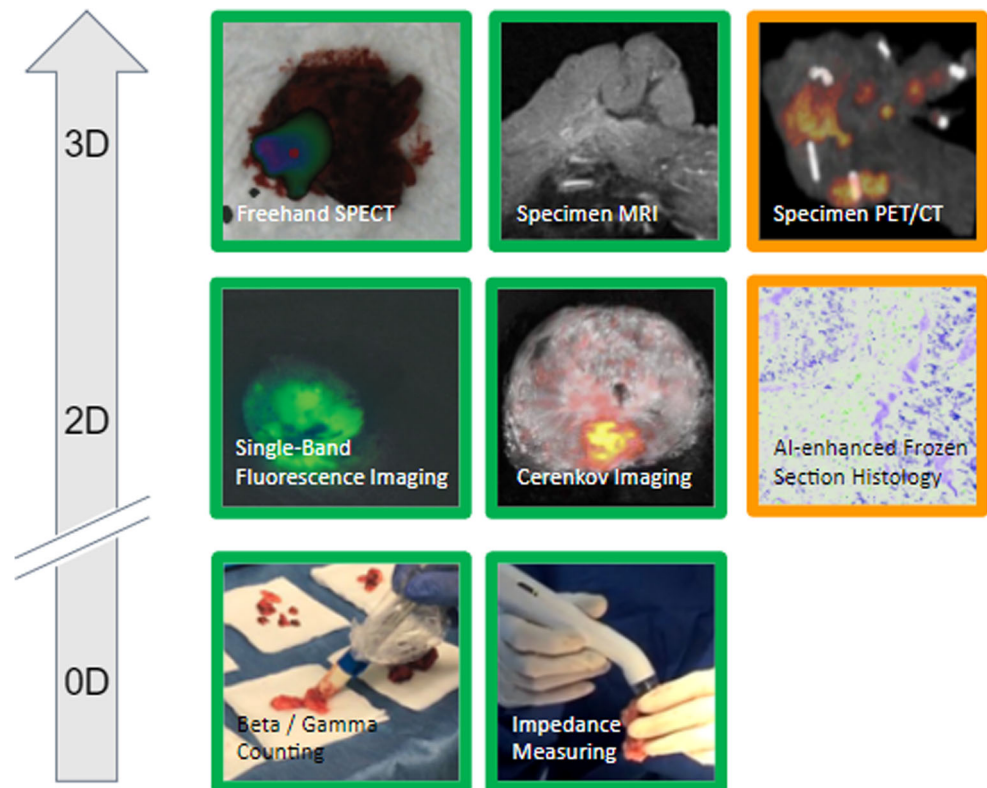 3D
Freehand SPECT
Specimen MRI
Specimen PET/CT
2D
Single-Band
Fluorescence Imaging
Cerenkov Imaging
AI-enhanced Frozen
Section Histology
0D
Beta / Gamma
Counting
Impedance
Measuring